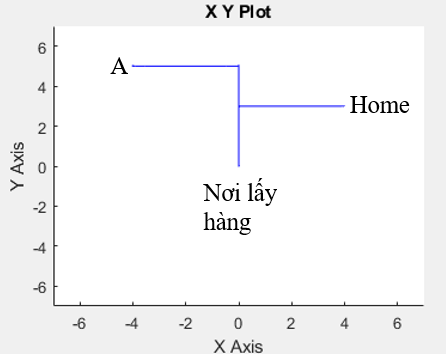 X Y Plot
6
A
4
Home
2
0
Nơi lấy
hàng
-2
-4
-6
Y Axis
-6 -4 -2 0 2 4 6
X Axis